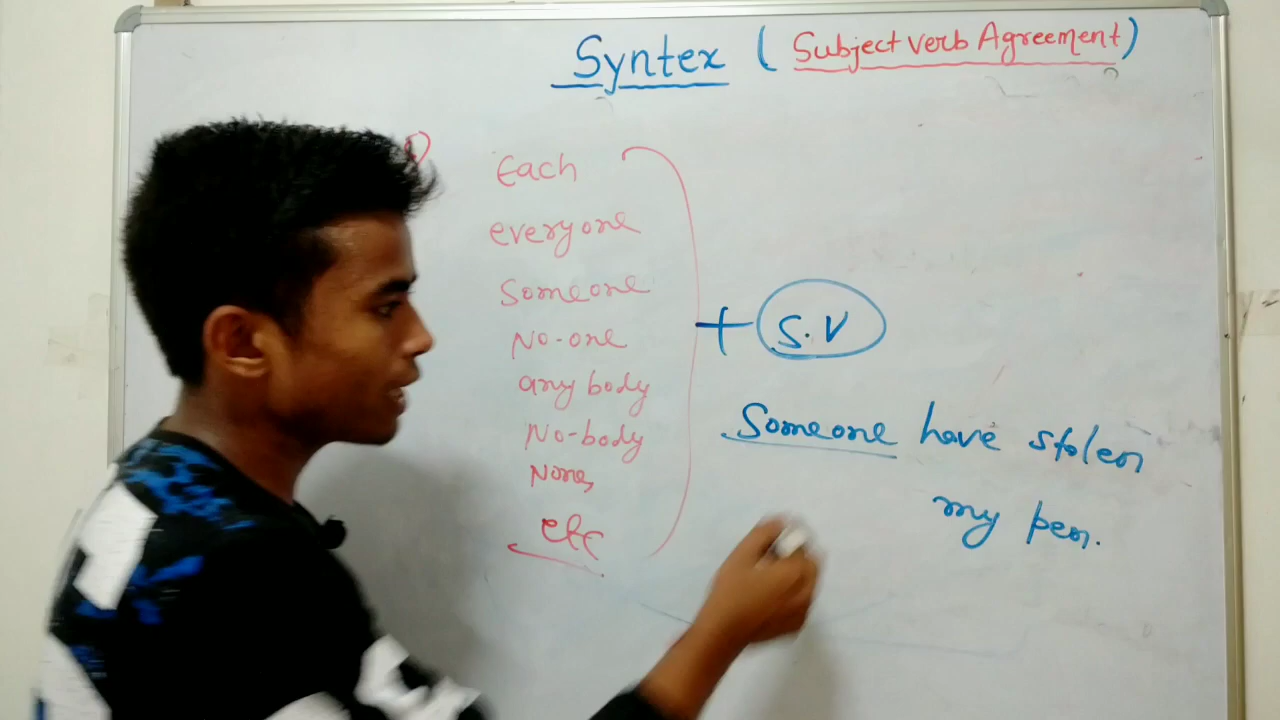 Syntex (Subject verb Agreement)
1)
Each
everyone
Someone
No-one
any body
No-body
None,
etc
+ S.V
Someone have stolen
my pen.